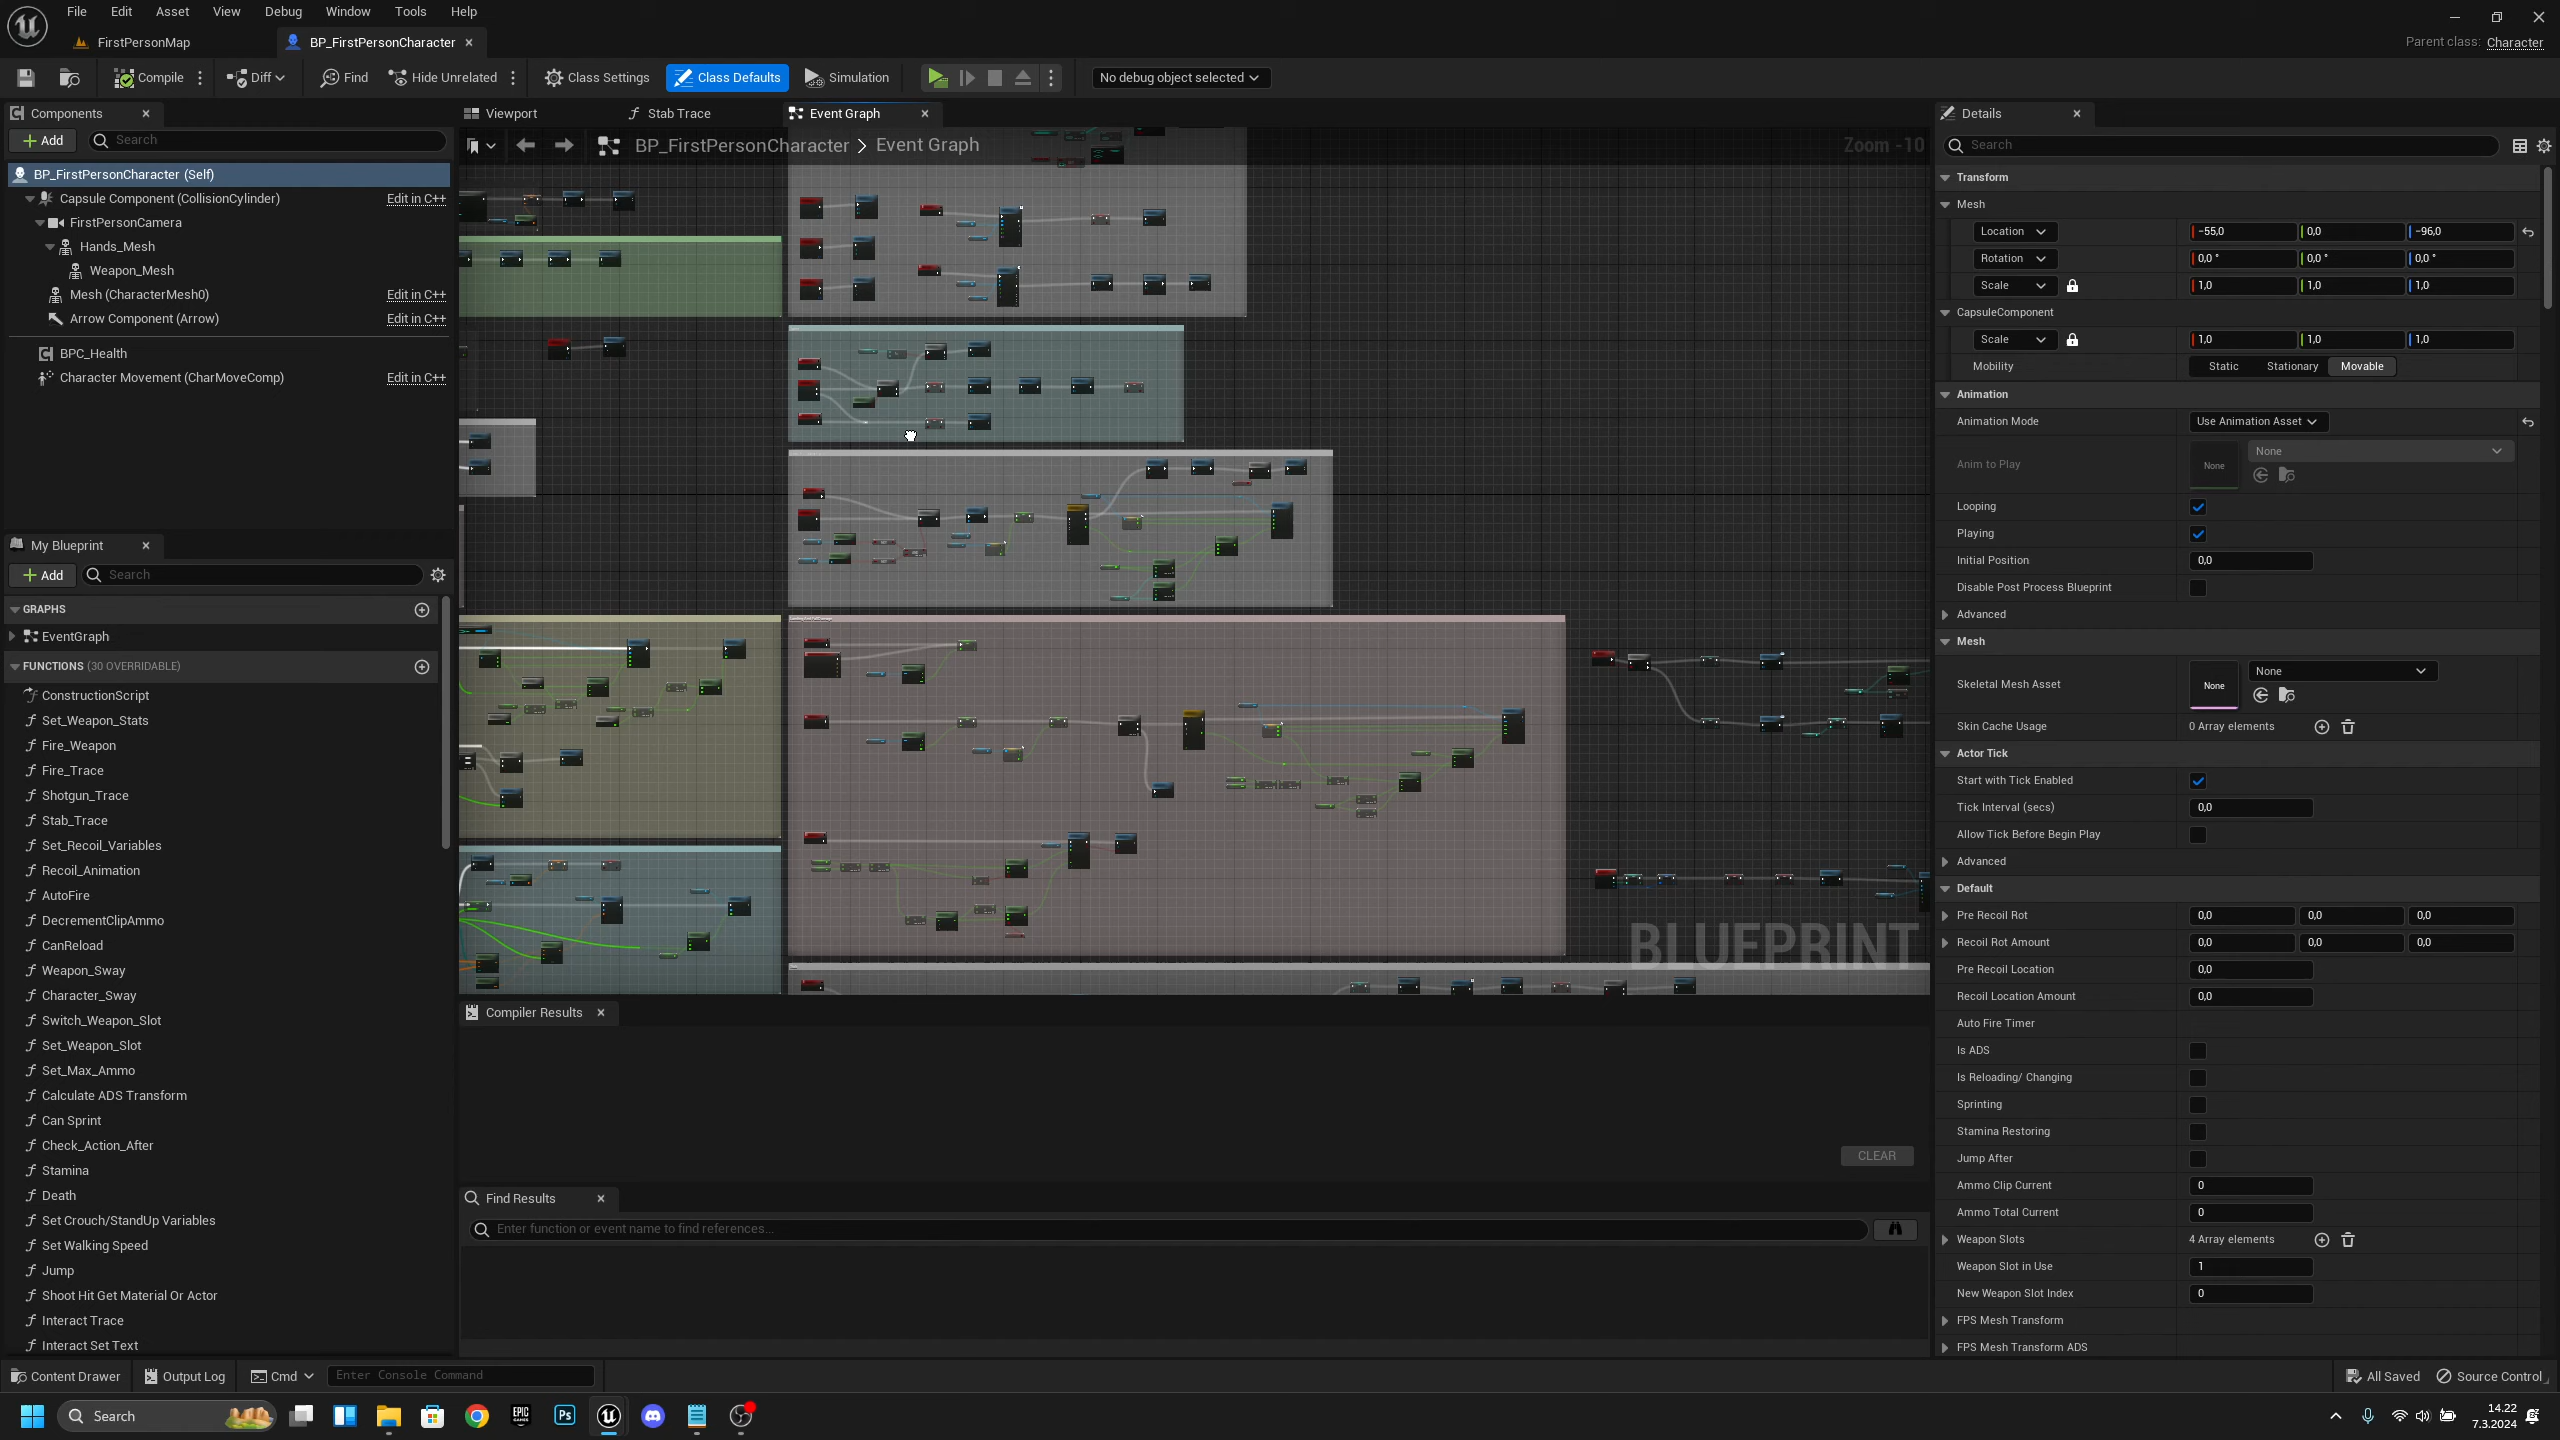 File Edit Asset View Window Debug Tools Help
FirstPersonMap
BP_FirstPersonCharacter
Parent class: Character
Compile
Diff
Find
Hide Unrelated
Class Settings
Class Defaults
Simulation
No debug object selected
Components
Add
Search
BP_FirstPersonCharacter (Self)
Capsule Component (CollisionCylinder) Edit in C++
FirstPersonCamera
Hands_Mesh
Weapon_Mesh
Mesh (CharacterMesh0) Edit in C++
Arrow Component (Arrow) Edit in C++
BPC_Health
Character Movement (CharMoveComp) Edit in C++
My Blueprint
Add
Search
GRAPHS
EventGraph
FUNCTIONS (30 OVERRIDABLE)
ConstructionScript
Set_Weapon_Stats
Fire_Weapon
Fire_Trace
Shotgun_Trace
Stab_Trace
Set_Recoil_Variables
Recoil_Animation
AutoFire
DecrementClipAmmo
CanReload
Weapon_Sway
Character_Sway
Switch_Weapon_Slot
Set_Weapon_Slot
Set_Max_Ammo
Calculate ADS Transform
Can Sprint
Check_Action_After
Stamina
Death
Set Crouch/StandUp Variables
Set Walking Speed
Jump
Shoot Hit Get Material Or Actor
Interact Trace
Interact Set Text
Viewport
Stab Trace
Event Graph
BP_FirstPersonCharacter > Event Graph
Zoom -10
BLUEPRINT
Compiler Results
CLEAR
Find Results
Enter function or event name to find references...
Details
Search
Transform
Mesh
Location -55,0 0,0 -96,0
Rotation 0,0 ° 0,0 ° 0,0 °
Scale 1,0 1,0 1,0
CapsuleComponent
Scale 1,0 1,0 1,0
Mobility Static Stationary Movable
Animation
Animation Mode Use Animation Asset
Anim to Play None None
Looping
Playing
Initial Position 0,0
Disable Post Process Blueprint
Advanced
Mesh
Skeletal Mesh Asset None None
Skin Cache Usage 0 Array elements
Actor Tick
Start with Tick Enabled
Tick Interval (secs) 0,0
Allow Tick Before Begin Play
Advanced
Default
Pre Recoil Rot 0,0 0,0 0,0
Recoil Rot Amount 0,0 0,0 0,0
Pre Recoil Location 0,0
Recoil Location Amount 0,0
Auto Fire Timer
Is ADS
Is Reloading/ Changing
Sprinting
Stamina Restoring
Jump After
Ammo Clip Current 0
Ammo Total Current 0
Weapon Slots 4 Array elements
Weapon Slot in Use 1
New Weapon Slot Index 0
FPS Mesh Transform
FPS Mesh Transform ADS
Content Drawer
Output Log
Cmd
Enter Console Command
All Saved
Source Control
Search
EPIC GAMES
Ps
14.22
7.3.2024